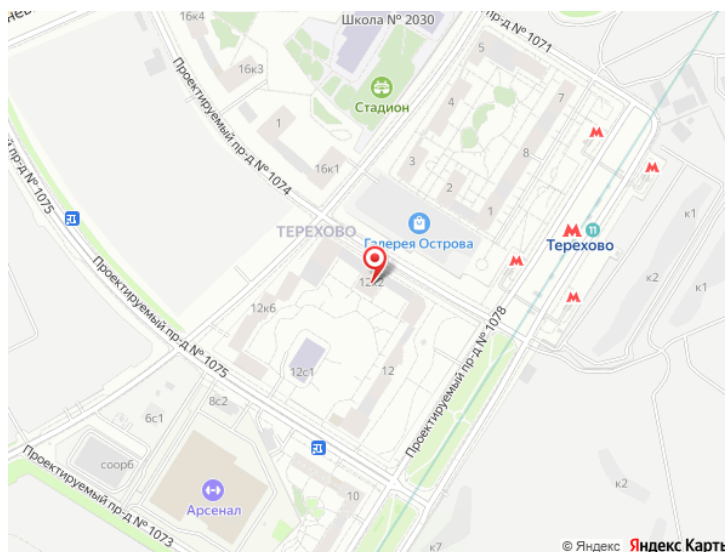 Школа № 2030
Проектируемый пр-д № 1071
16к3
5
Стадион
4
7
Проектируемый пр-д № 1074
1
8
3
16к1
2
1
к1
Проектируемый пр-д № 1075
ТЕРЕХОВО
Галерея Острова
11
Терехово
к2
12к2
к1
12к6
Проектируемый пр-д № 1078
Проектируемый пр-д № 1075
12с1
12
8с2
6с1
соор6
Арсенал
10
к2
Проектируемый пр-д № 1073
к7
© Яндекс Яндекс Карты